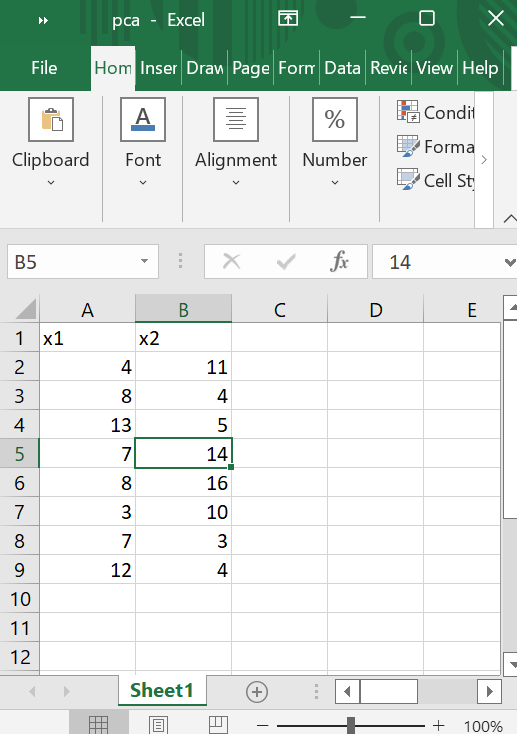 pca - Excel
File Hom Inser Draw Page Form Data Revie View Help
Clipboard Font Alignment Number
A %
Condit
Forma
Cell Sty
B5 fx 14
A B C D E
1 x1 x2
2 4 11
3 8 4
4 13 5
5 7 14
6 8 16
7 3 10
8 7 3
9 12 4
10
11
12
Sheet1
100%